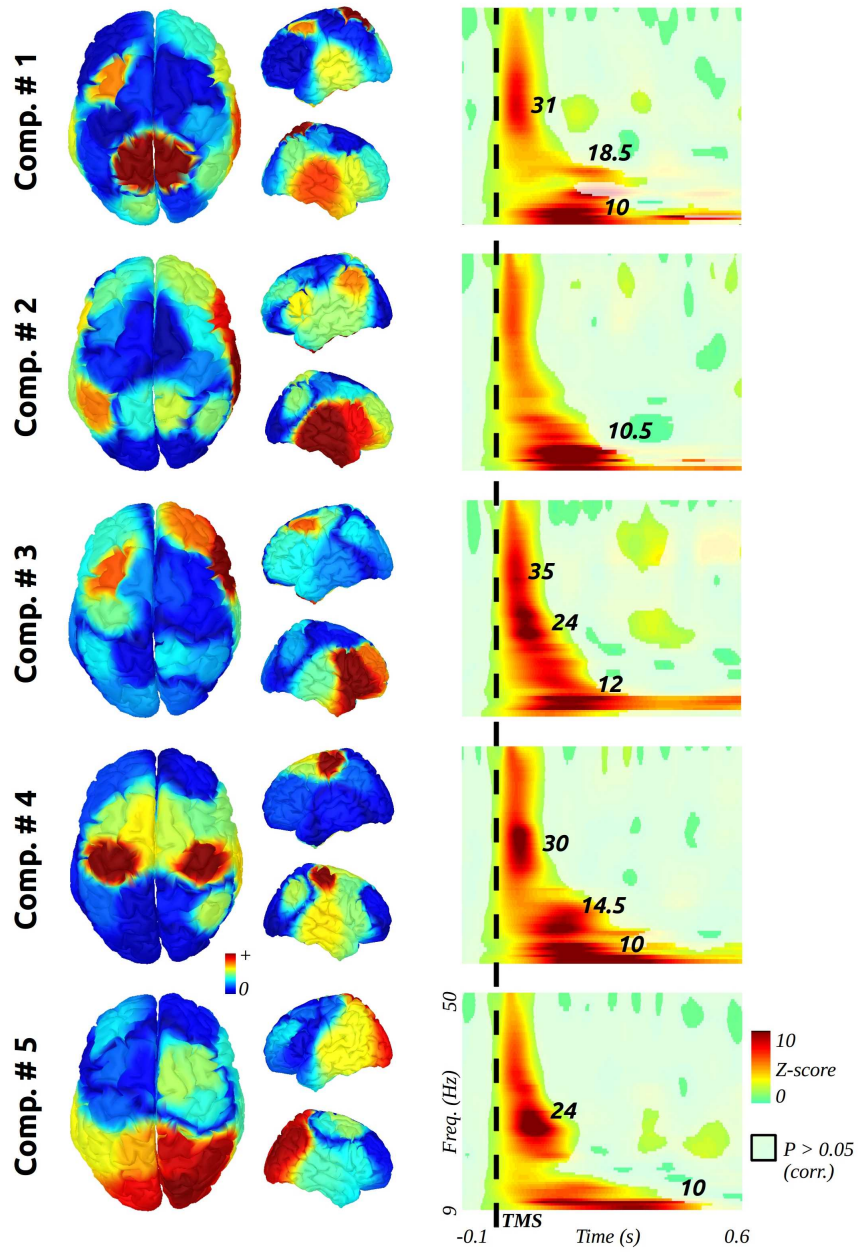 Comp. # 1
31
18.5
10
Comp. # 2
10.5
Comp. # 3
35
24
12
Comp. # 4
30
14.5
10
+
0
Comp. # 5
50
Freq. (Hz)
9
24
10
10
Z-score
0
P > 0.05
(corr.)
TMS
-0.1
Time (s)
0.6